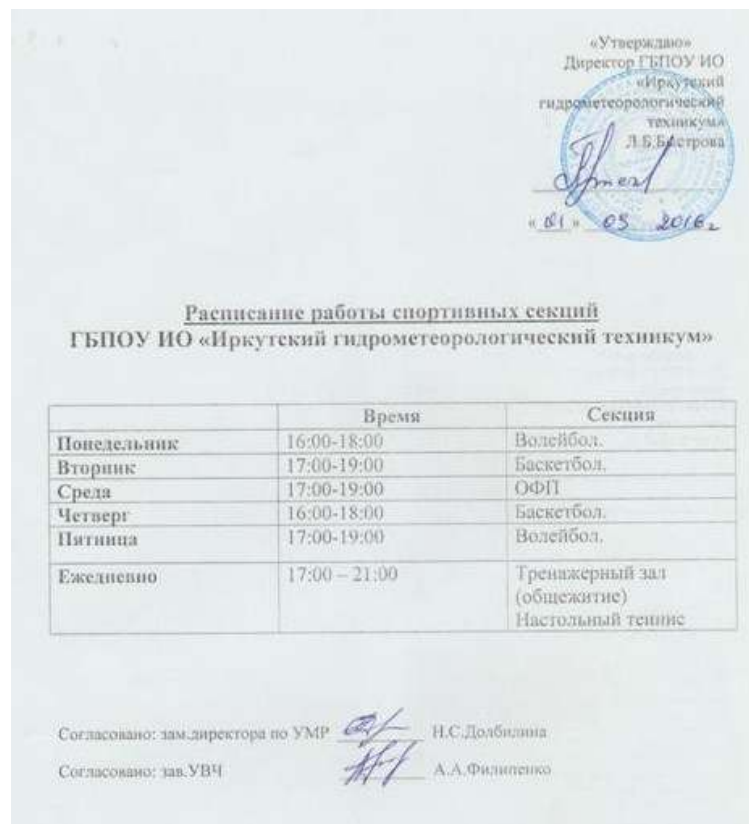 «Утверждаю»
Директор ГБПОУ ИО
«Иркутский
гидрометеорологический
техникум»
Л.Б.Быстрова
« 01 » 09 2016г
Расписание работы спортивных секций
ГБПОУ ИО «Иркутский гидрометеорологический техникум»
Время Секция
Понедельник 16:00-18:00 Волейбол.
Вторник 17:00-19:00 Баскетбол.
Среда 17:00-19:00 ОФП
Четверг 16:00-18:00 Баскетбол.
Пятница 17:00-19:00 Волейбол.
Ежедневно 17:00 – 21:00 Тренажерный зал
(общежитие)
Настольный теннис
Согласовано: зам.директора по УМР Н.С.Долбилина
Согласовано: зав.УВЧ А.А.Филипенко